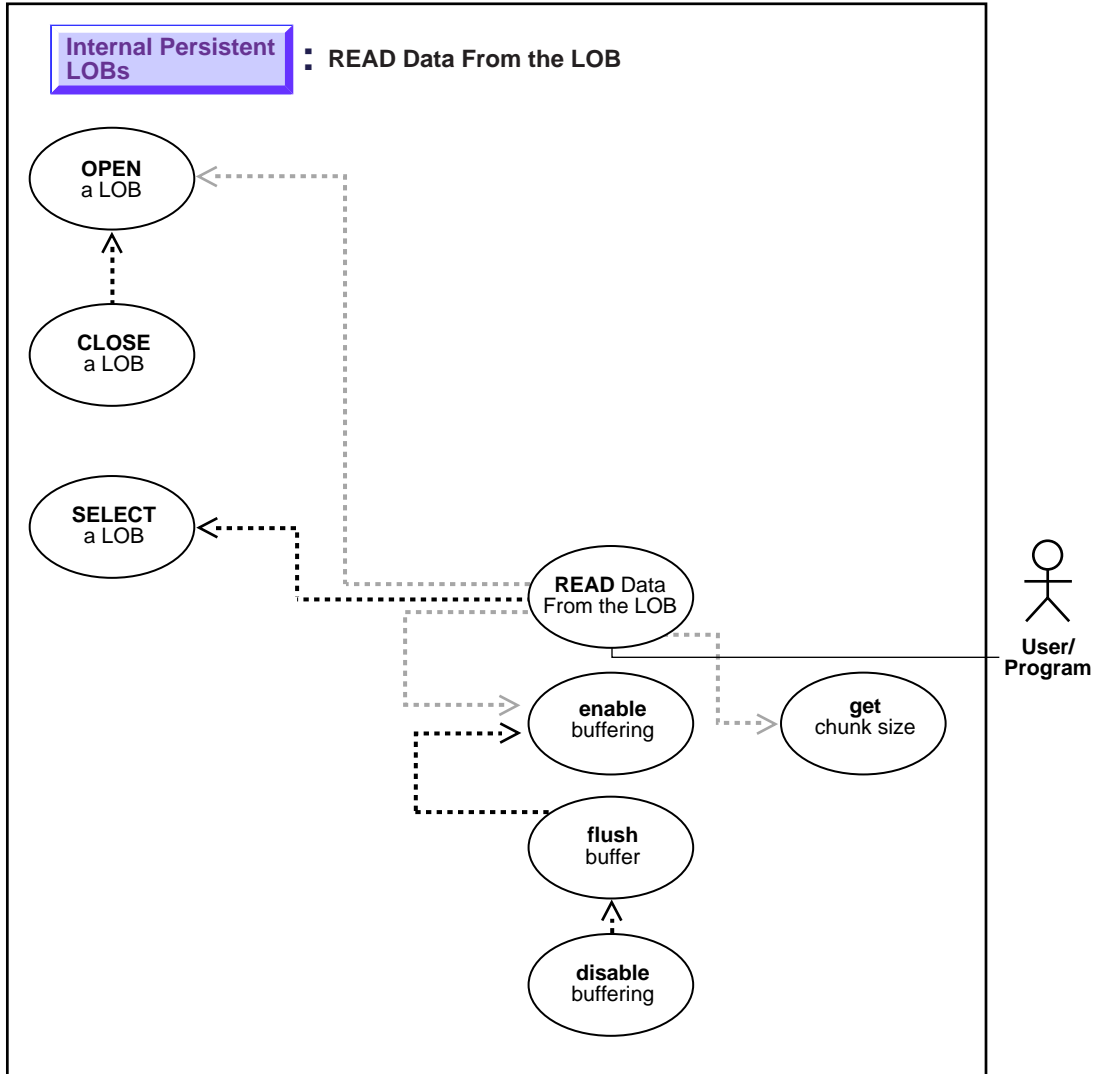 Internal Persistent
LOBs
: READ Data From the LOB
OPEN
a LOB
CLOSE
a LOB
SELECT
a LOB
READ Data
From the LOB
User/
Program
enable
buffering
get
chunk size
flush
buffer
disable
buffering